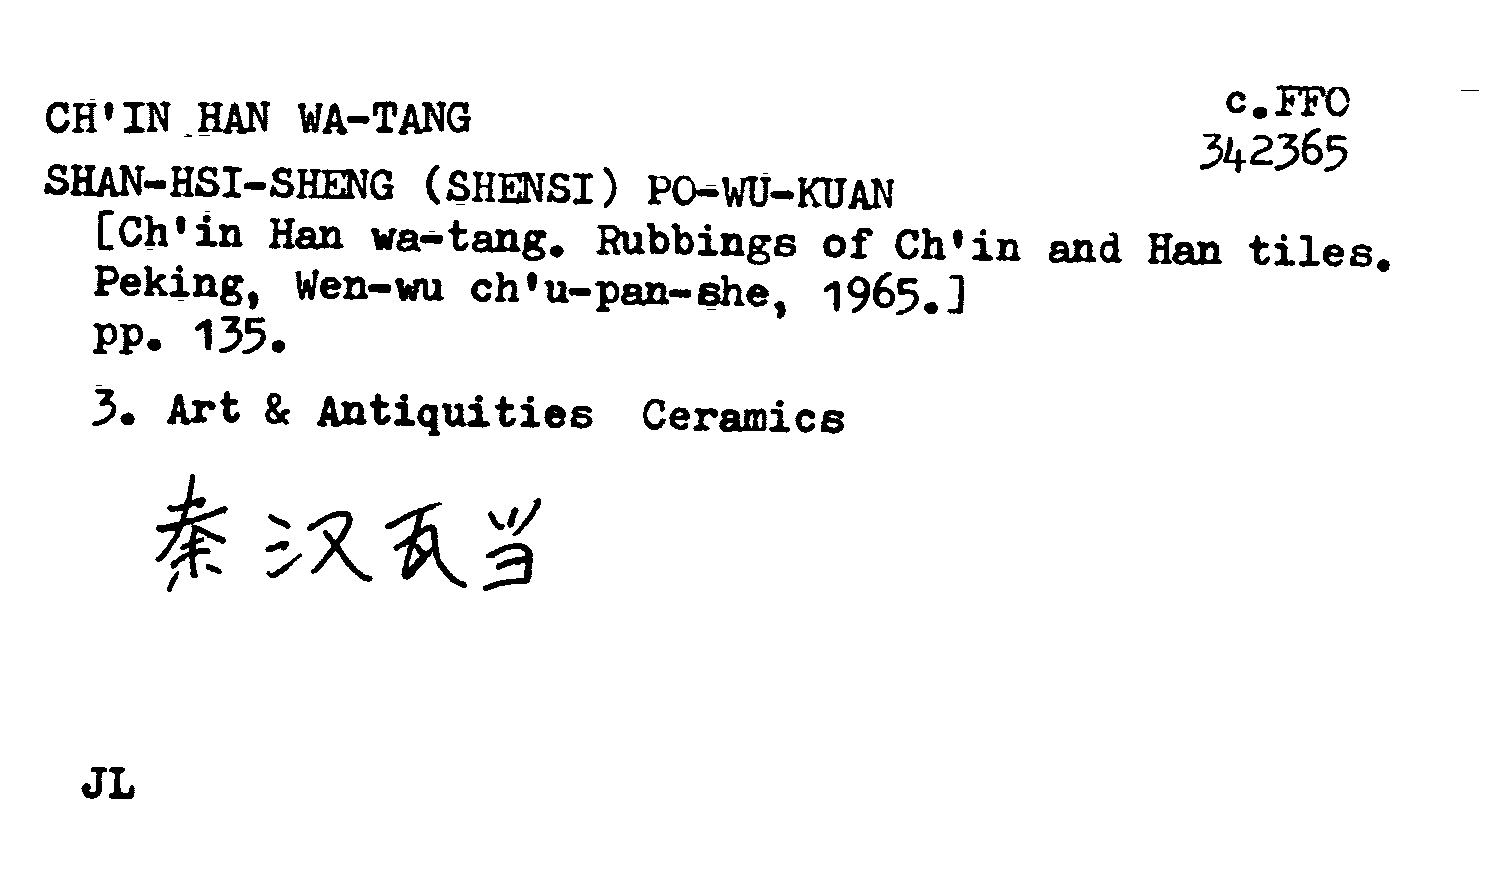 CH'IN HAN WA-TANG
c.FFO
342365
SHAN-HSI-SHENG (SHENSI) PO-WU-KUAN
[Ch'in Han wa-tang. Rubbings of Ch'in and Han tiles.
Peking, Wen-wu ch'u-pan-she, 1965.]
pp. 135.
3. Art & Antiquities Ceramics
秦汉瓦当
JL